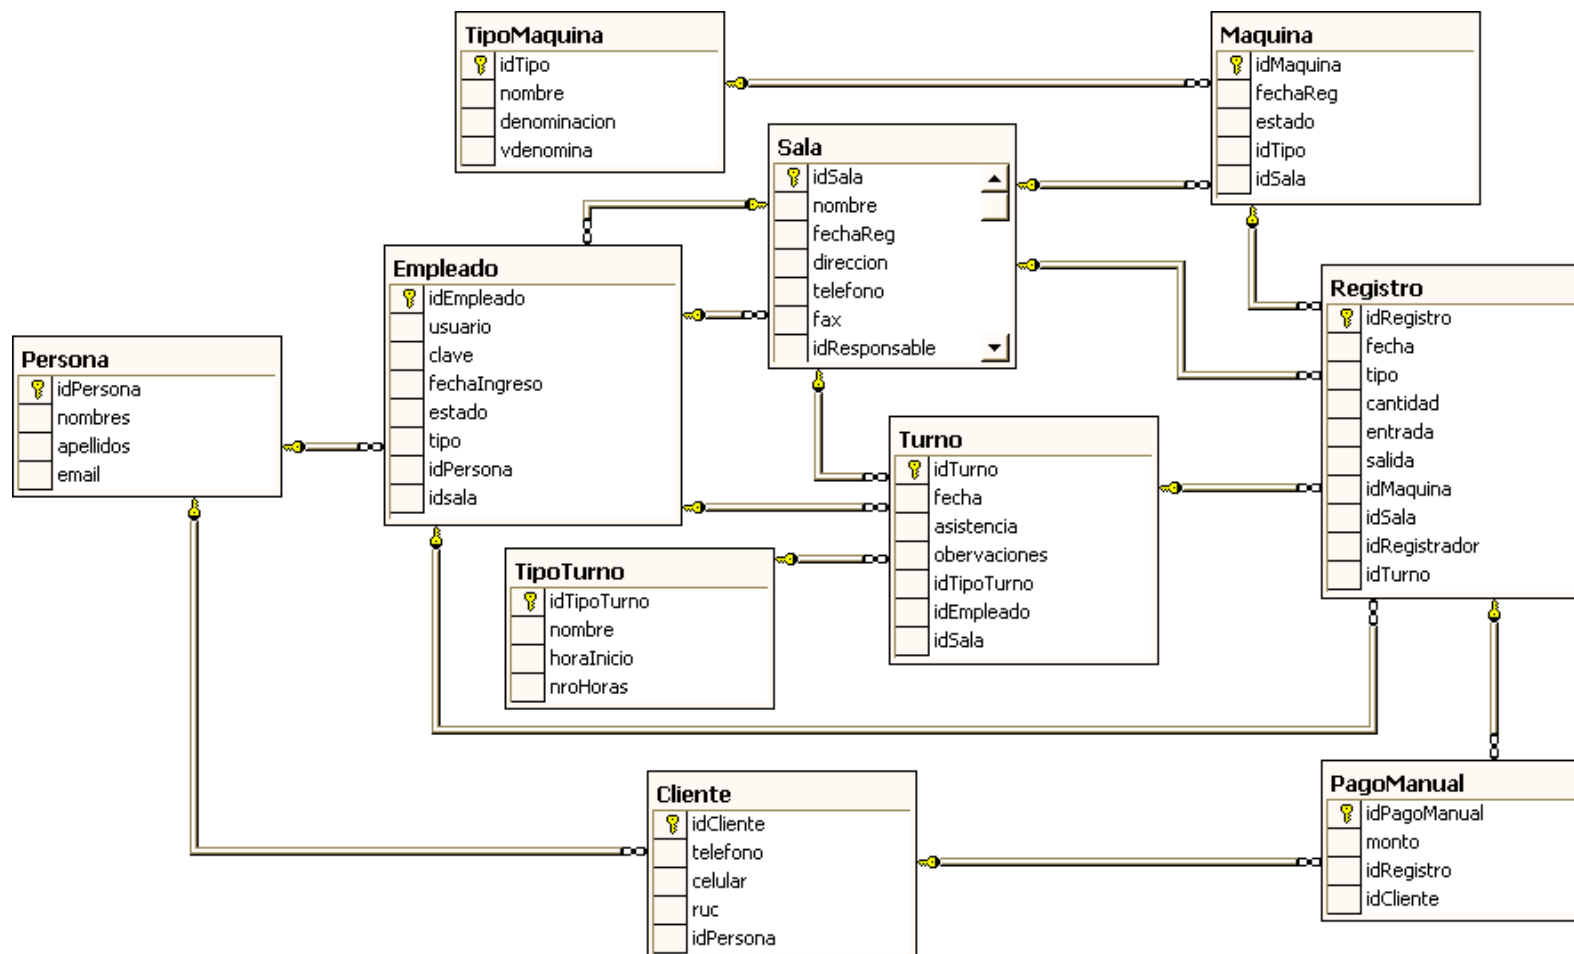 TipoMaquina
idTipo
nombre
denominacion
vdenomina
Maquina
idMaquina
fechaReg
estado
idTipo
idSala
Sala
idSala
nombre
fechaReg
direccion
telefono
fax
idResponsable
Empleado
idEmpleado
usuario
clave
fechaIngreso
estado
tipo
idPersona
idsala
Registro
idRegistro
fecha
tipo
cantidad
entrada
salida
idMaquina
idSala
idRegistrador
idTurno
Persona
idPersona
nombres
apellidos
email
Turno
idTurno
fecha
asistencia
obervaciones
idTipoTurno
idEmpleado
idSala
TipoTurno
idTipoTurno
nombre
horaInicio
nroHoras
Cliente
idCliente
telefono
celular
ruc
idPersona
PagoManual
idPagoManual
monto
idRegistro
idCliente